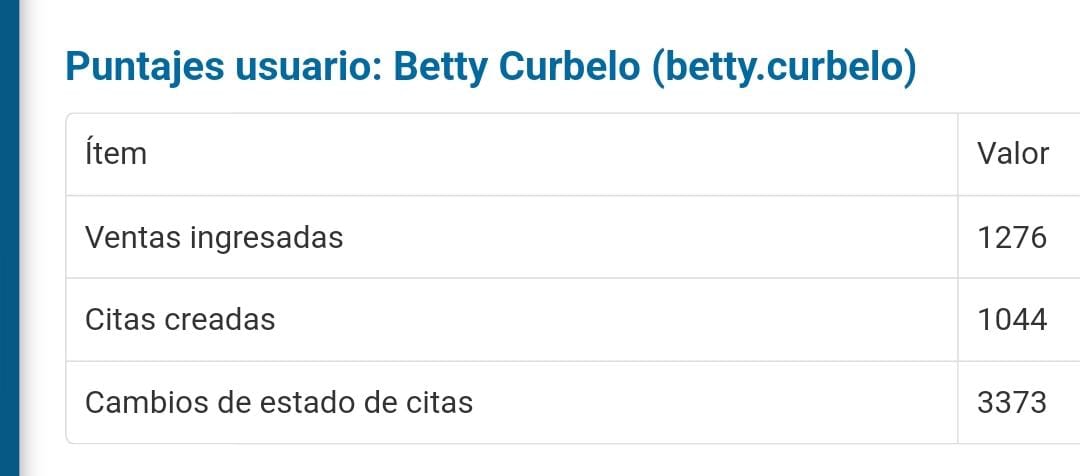 Puntajes usuario: Betty Curbelo (betty.curbelo)
Ítem Valor
Ventas ingresadas 1276
Citas creadas 1044
Cambios de estado de citas 3373